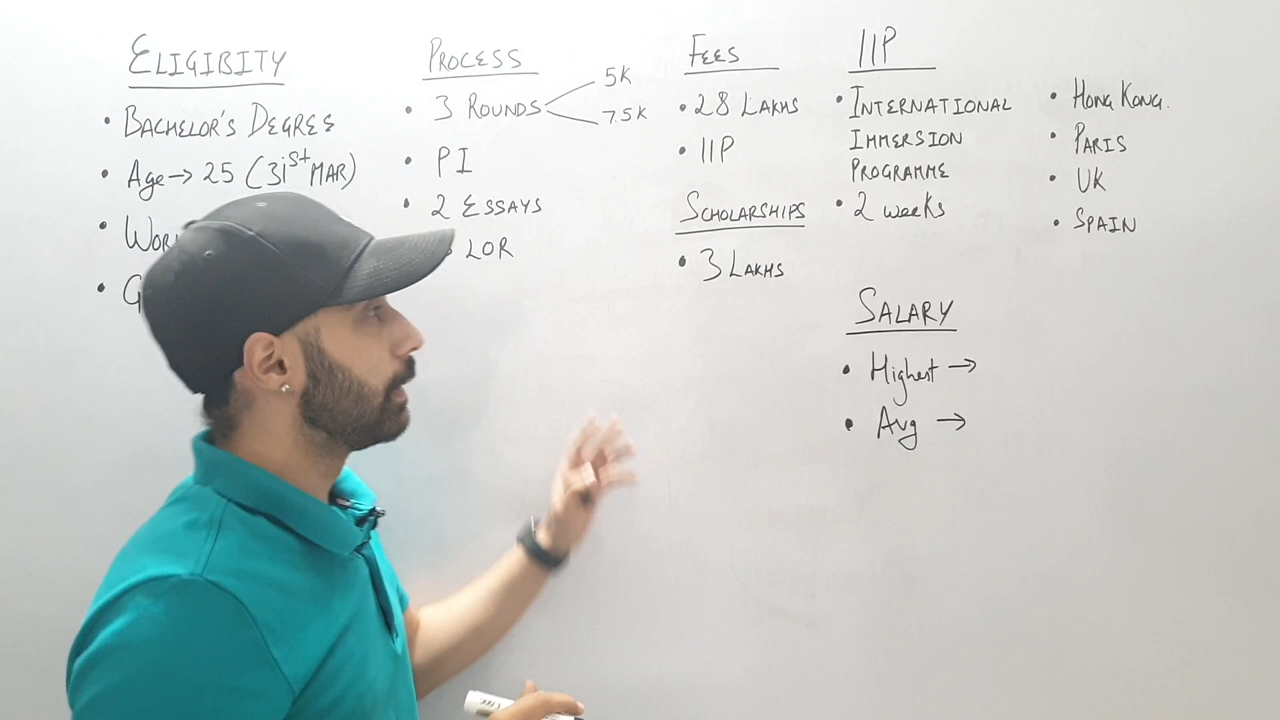 ELIGIBITY
• BACHELOR'S DEGREE
• Age → 25 (31st MAR)
PROCESS
• 3 ROUNDS
5K
7.5K
• PI
• 2 ESSAYS
• LOR
FEES
• 28 LAKHS
• IIP
SCHOLARSHIPS
• 3 LAKHS
IIP
• INTERNATIONAL
IMMERSION
PROGRAMME
• 2 weeks
• HONG KONG.
• PARIS
• UK
• SPAIN
SALARY
• Highest →
• Avg →